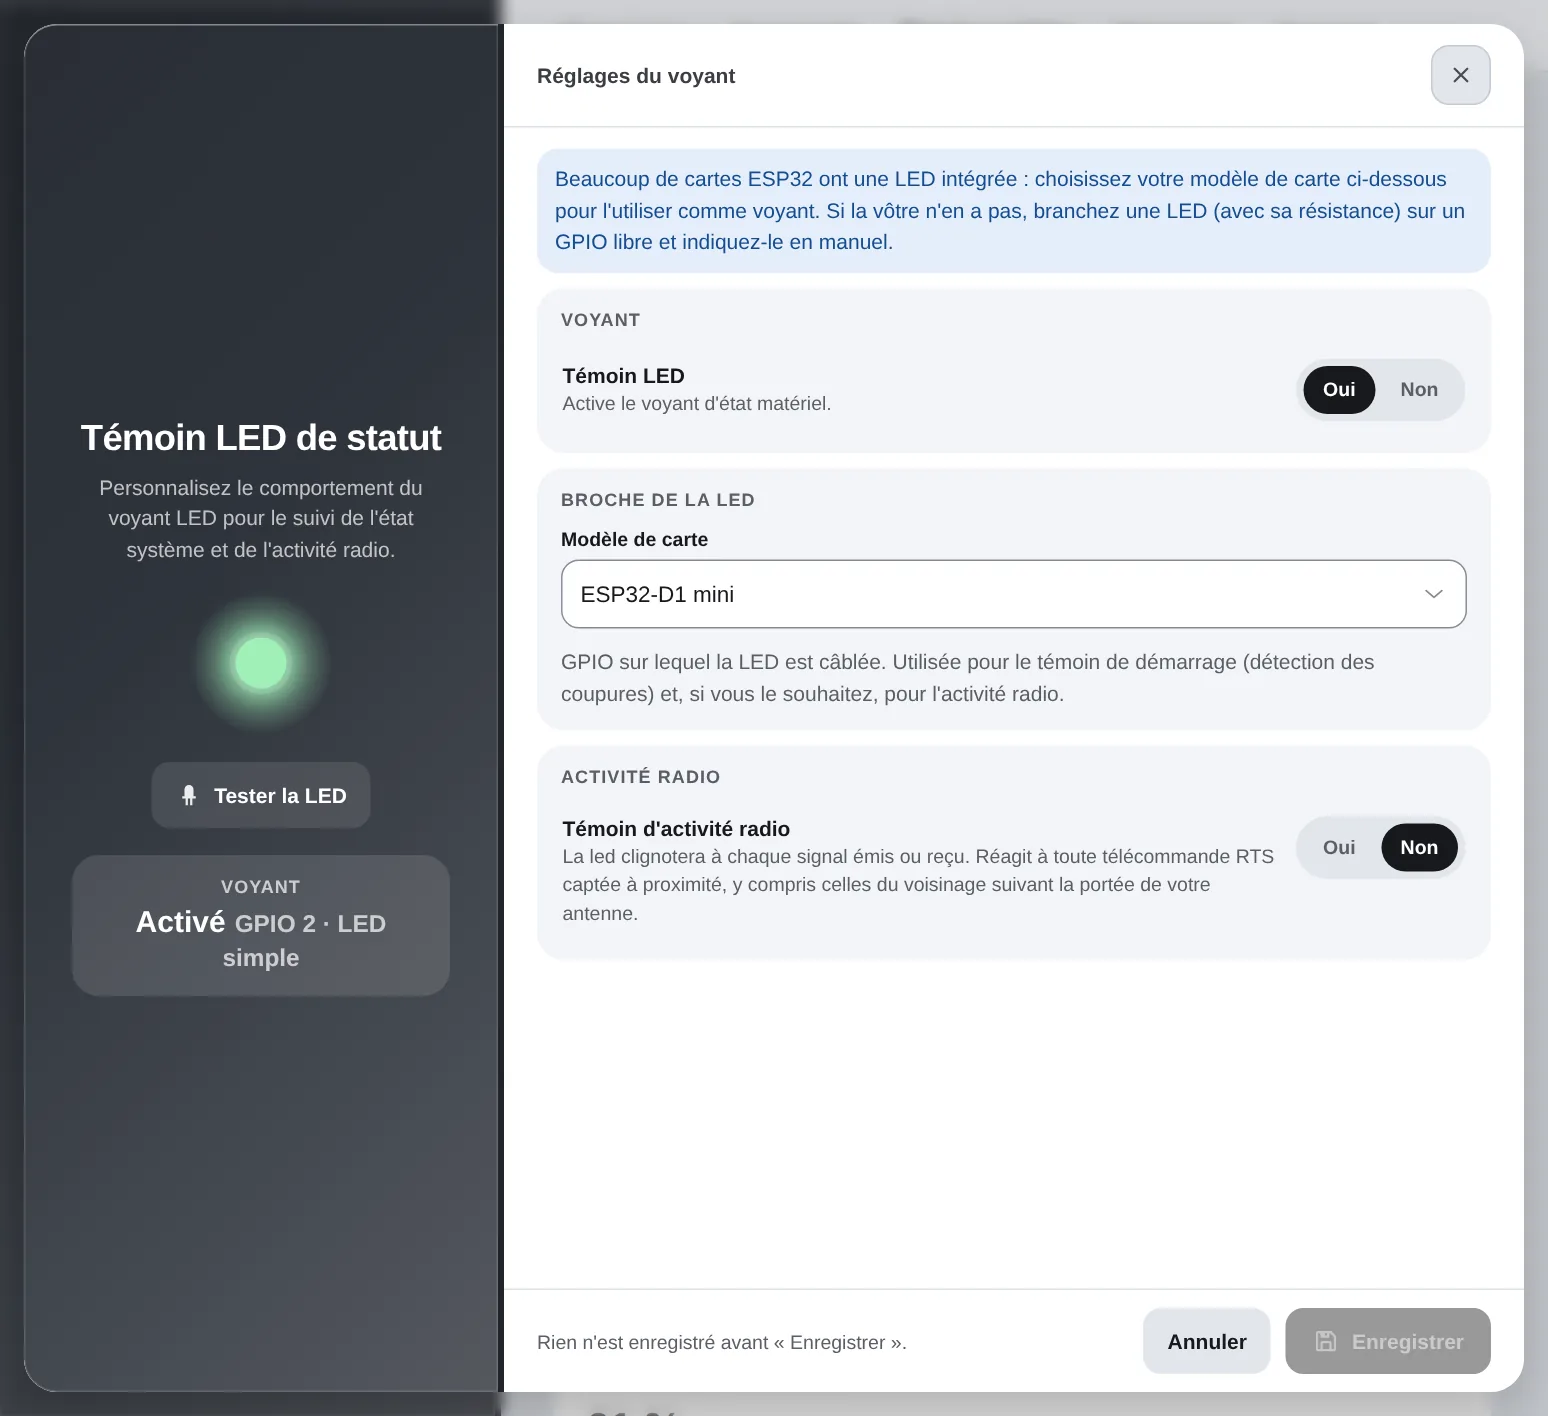 Témoin LED de statut
Personnalisez le comportement du
voyant LED pour le suivi de l'état
système et de l'activité radio.
Tester la LED
VOYANT
Activé GPIO 2 · LED
simple
Réglages du voyant
Beaucoup de cartes ESP32 ont une LED intégrée : choisissez votre modèle de carte ci-dessous
pour l'utiliser comme voyant. Si la vôtre n'en a pas, branchez une LED (avec sa résistance) sur un
GPIO libre et indiquez-le en manuel.
VOYANT
Témoin LED
Active le voyant d'état matériel.
Oui Non
BROCHE DE LA LED
Modèle de carte
ESP32-D1 mini
GPIO sur lequel la LED est câblée. Utilisée pour le témoin de démarrage (détection des
coupures) et, si vous le souhaitez, pour l'activité radio.
ACTIVITÉ RADIO
Témoin d'activité radio
La led clignotera à chaque signal émis ou reçu. Réagit à toute télécommande RTS
captée à proximité, y compris celles du voisinage suivant la portée de votre
antenne.
Oui Non
Rien n'est enregistré avant « Enregistrer ».
Annuler
Enregistrer